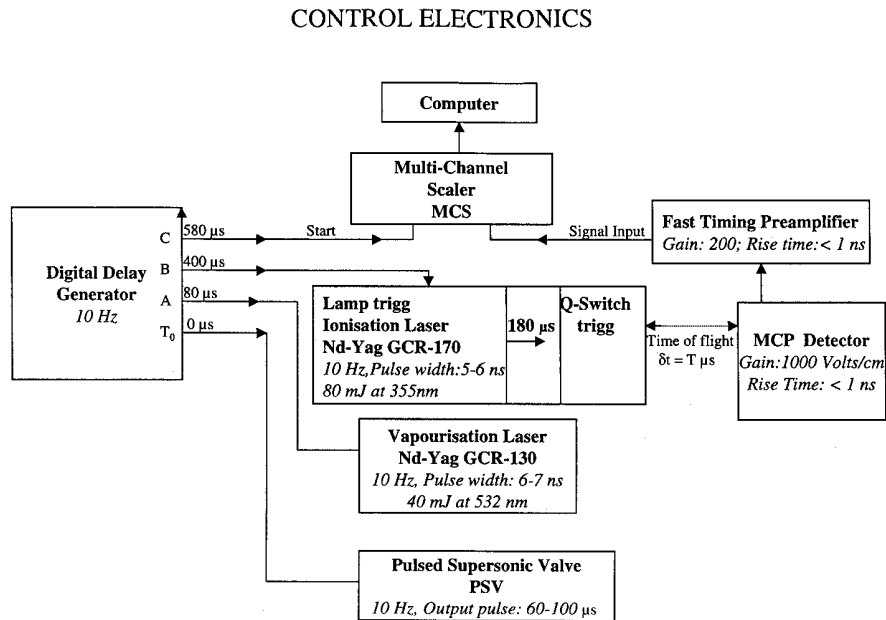 CONTROL ELECTRONICS
Computer
Multi-Channel
Scaler
MCS
Fast Timing Preamplifier
Gain: 200; Rise time:< 1 ns
Digital Delay
Generator
10 Hz
C
580 µs
Start
Signal Input
B
400 µs
A
80 µs
T₀
0 µs
Lamp trigg
Ionisation Laser
Nd-Yag GCR-170
10 Hz,Pulse width:5-6 ns
80 mJ at 355nm
180 µs
Q-Switch
trigg
Time of flight
δt = T µs
MCP Detector
Gain:1000 Volts/cm
Rise Time: < 1 ns
Vapourisation Laser
Nd-Yag GCR-130
10 Hz, Pulse width: 6-7 ns
40 mJ at 532 nm
Pulsed Supersonic Valve
PSV
10 Hz, Output pulse: 60-100 µs